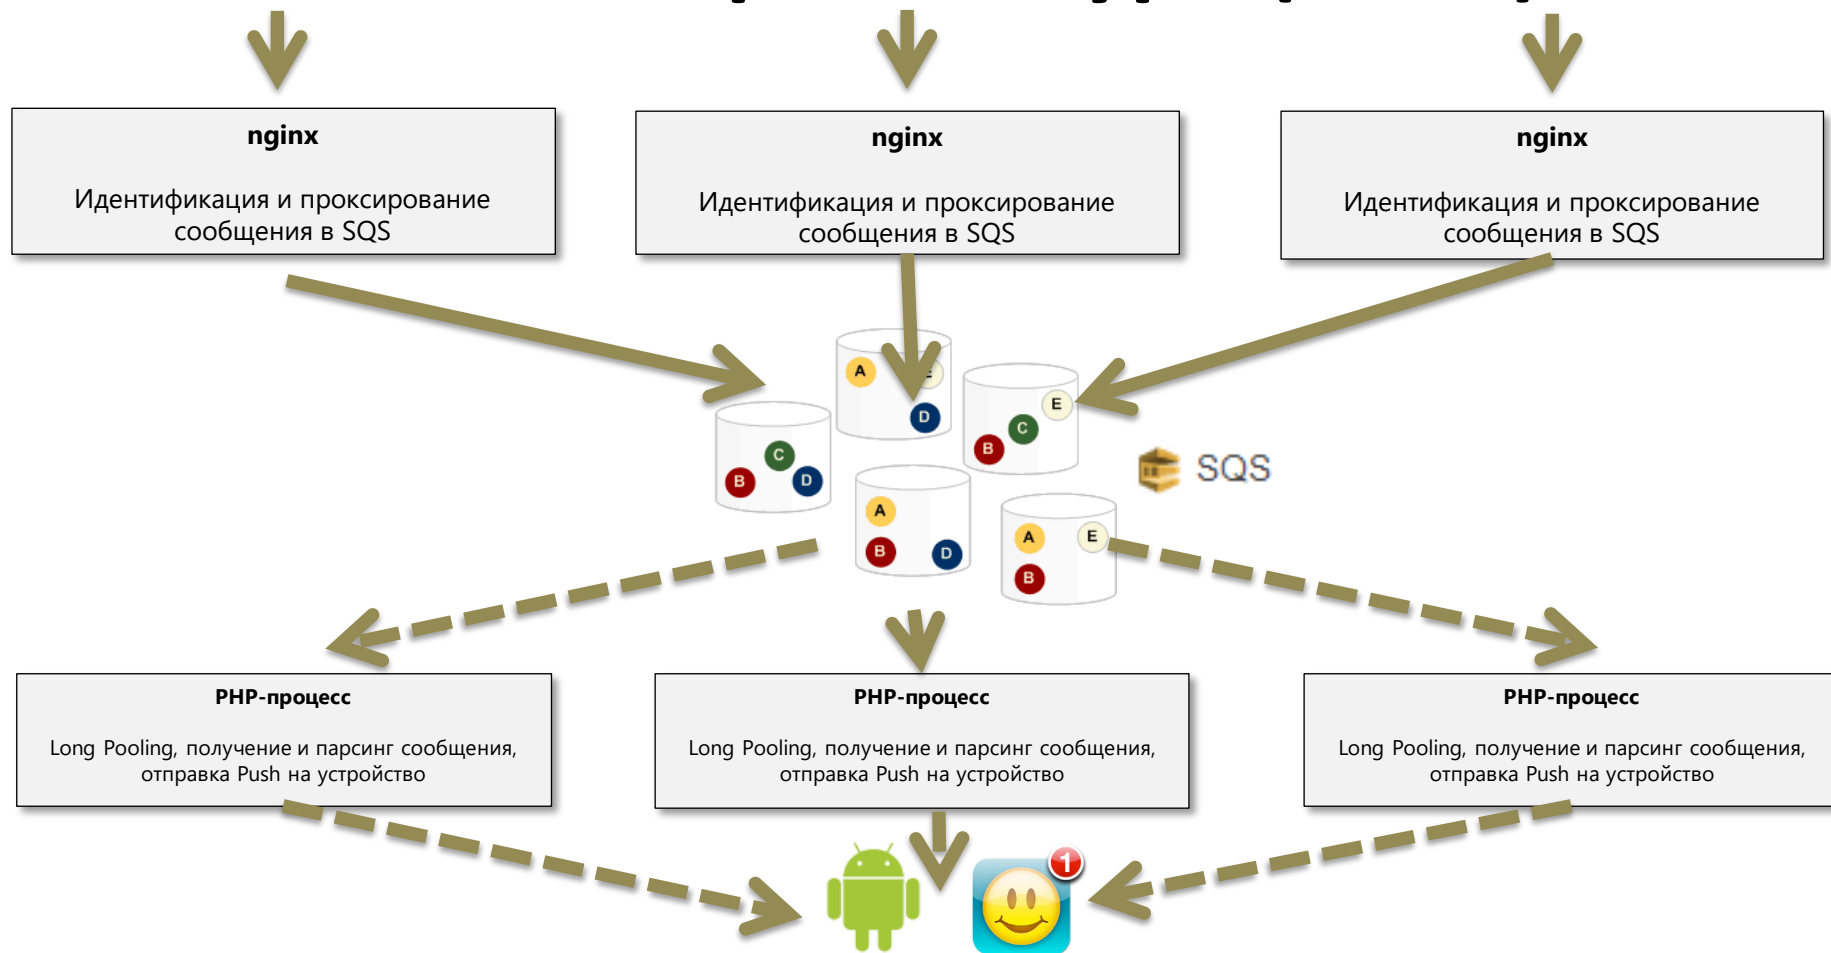 nginx
Идентификация и проксирование
сообщения в SQS
nginx
Идентификация и проксирование
сообщения в SQS
nginx
Идентификация и проксирование
сообщения в SQS
A
E
D
E
C
B
C
B
D
SQS
A
B
D
A
E
B
PHP-процесс
Long Pooling, получение и парсинг сообщения,
отправка Push на устройство
PHP-процесс
Long Pooling, получение и парсинг сообщения,
отправка Push на устройство
PHP-процесс
Long Pooling, получение и парсинг сообщения,
отправка Push на устройство
1